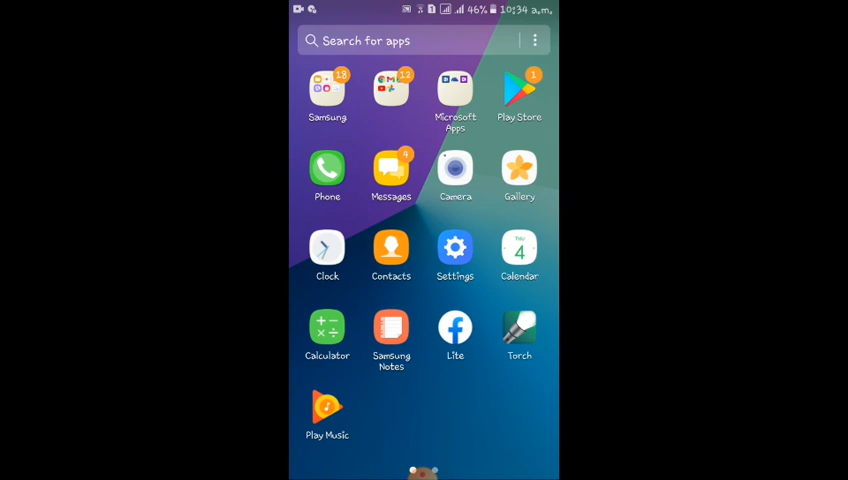 46% 10:34 a.m.
Search for apps
18
12
1
Samsung
Microsoft Apps
Play Store
4
Phone
Messages
Camera
Gallery
THU
4
Clock
Contacts
Settings
Calendar
Calculator
Samsung Notes
Lite
Torch
Play Music